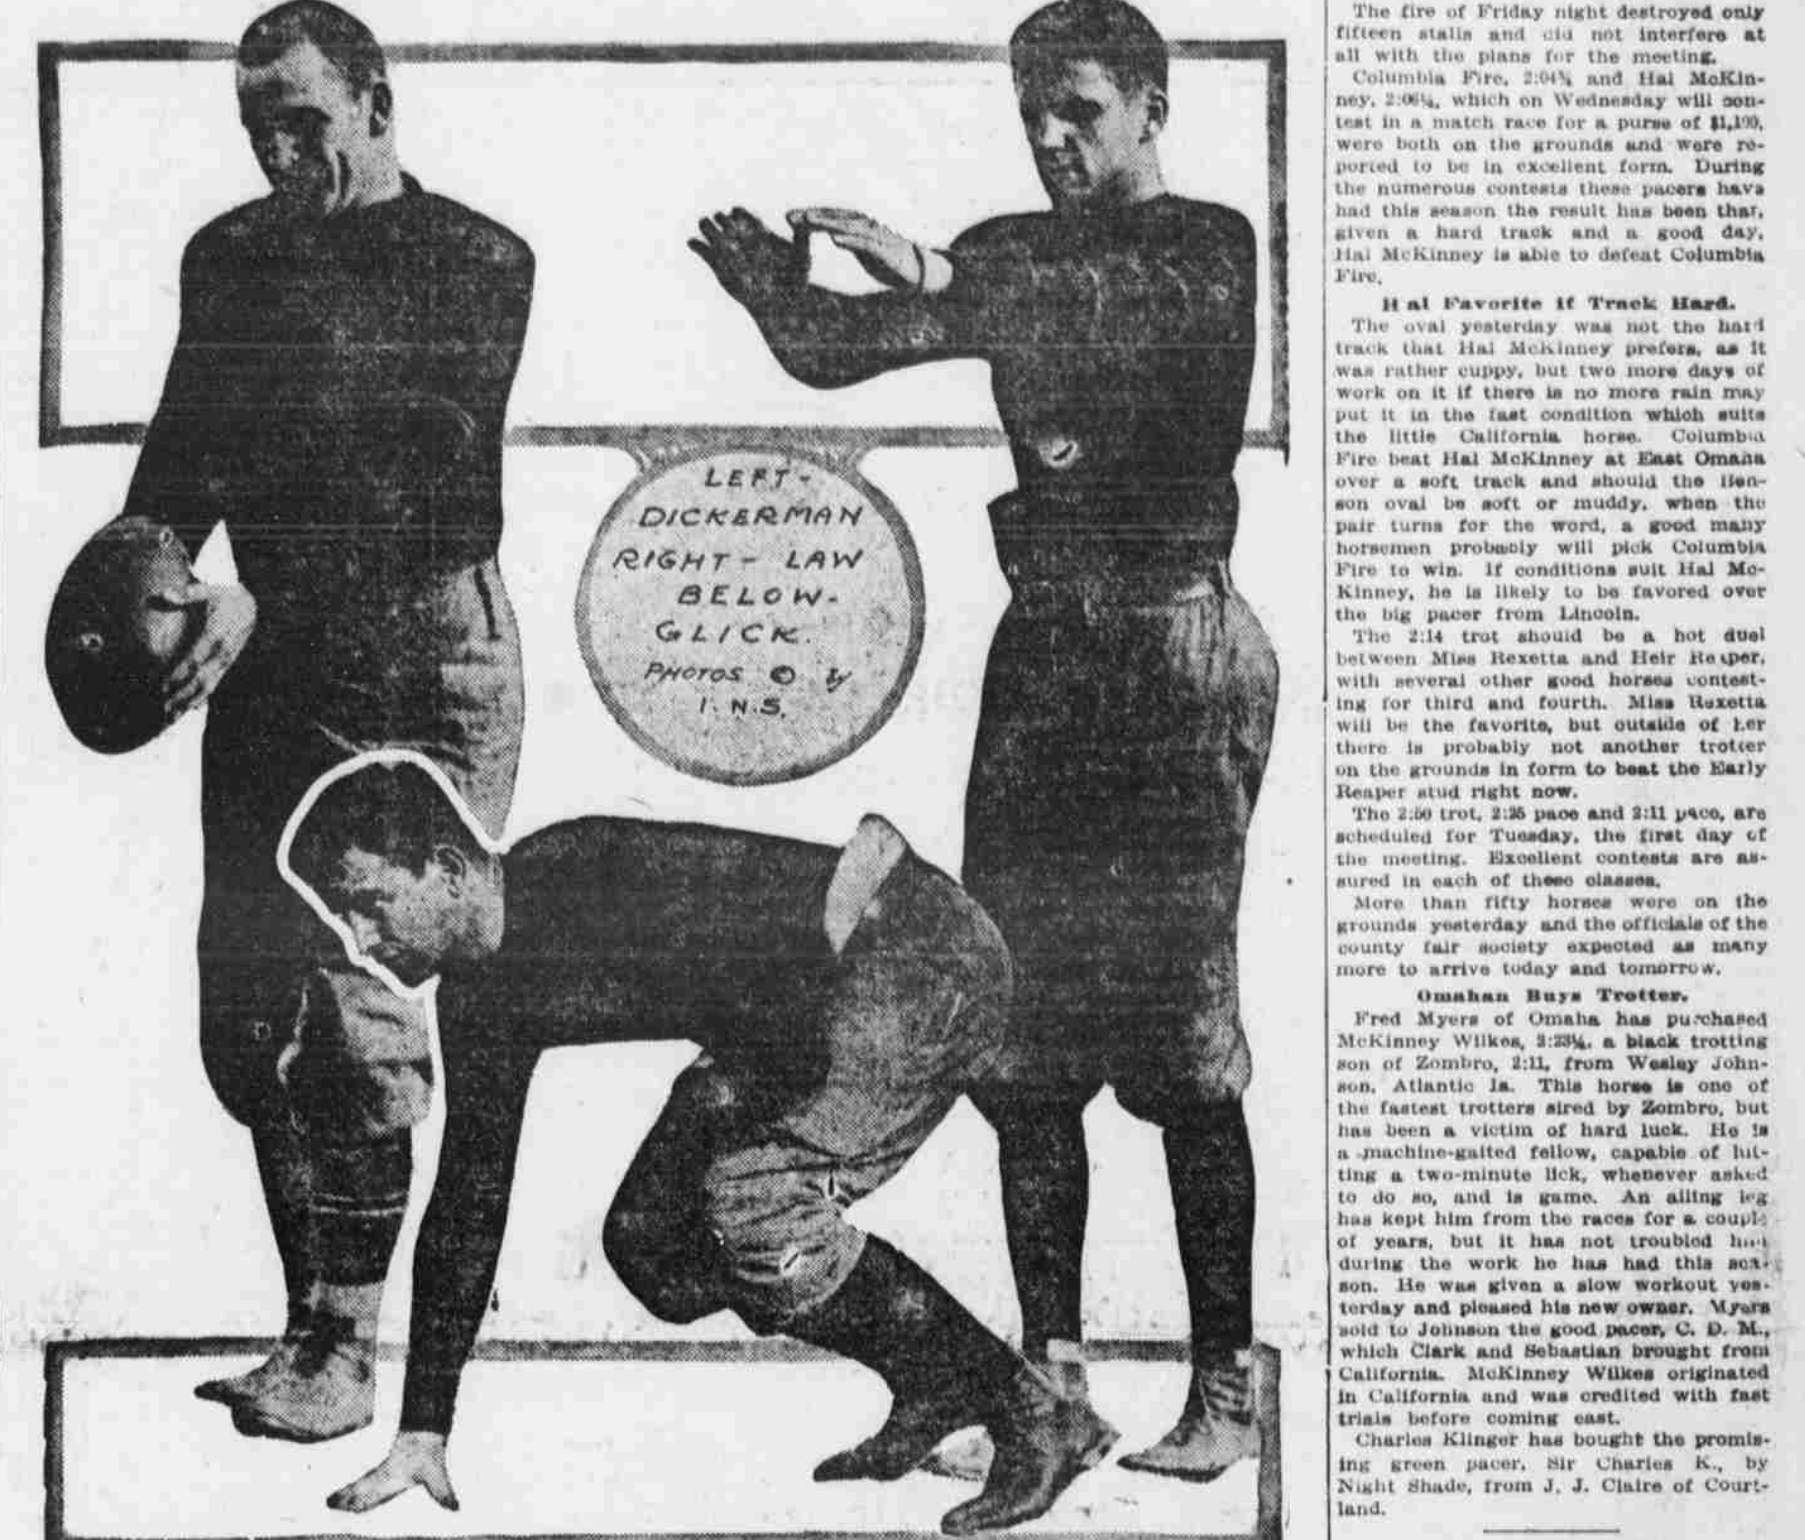 LEFT-
DICKERMAN
RIGHT- LAW
BELOW-
GLICK.
PHOTOS © by
I.N.S.
The fire of Friday night destroyed only
fifteen stalls and did not interfere at
all with the plans for the meeting.
Columbia Fire, 2:04¾ and Hal McKin-
ney, 2:06¼, which on Wednesday will con-
test in a match race for a purse of $1,100,
were both on the grounds and were re-
ported to be in excellent form. During
the numerous contests these pacers have
had this season the result has been that,
given a hard track and a good day,
Hal McKinney is able to defeat Columbia
Fire.
Hal Favorite if Track Hard.
The oval yesterday was not the hard
track that Hal McKinney prefers, as it
was rather cuppy, but two more days of
work on it if there is no more rain may
put it in the fast condition which suits
the little California horse. Columbia
Fire beat Hal McKinney at East Omaha
over a soft track and should the Ben-
son oval be soft or muddy, when the
pair turns for the word, a good many
horsemen probably will pick Columbia
Fire to win. If conditions suit Hal Mc-
Kinney, he is likely to be favored over
the big pacer from Lincoln.
The 2:14 trot should be a hot duel
between Miss Rexetta and Heir Reaper,
with several other good horses contest-
ing for third and fourth. Miss Rexetta
will be the favorite, but outside of her
there is probably not another trotter
on the grounds in form to beat the Early
Reaper stud right now.
The 2:50 trot, 2:25 pace and 2:11 pace, are
scheduled for Tuesday, the first day of
the meeting. Excellent contests are as-
sured in each of these classes.
More than fifty horses were on the
grounds yesterday and the officials of the
county fair society expected as many
more to arrive today and tomorrow.
Omahan Buys Trotter.
Fred Myers of Omaha has purchased
McKinney Wilkes, 2:23¼, a black trotting
son of Zombro, 2:11, from Wesley John-
son, Atlantic Ia. This horse is one of
the fastest trotters sired by Zombro, but
has been a victim of hard luck. He is
a machine-gaited fellow, capable of hit-
ting a two-minute lick, whenever asked
to do so, and is game. An ailing leg
has kept him from the races for a couple
of years, but it has not troubled him
during the work he has had this sea-
son. He was given a slow workout yes-
terday and pleased his new owner. Myers
sold to Johnson the good pacer, C. D. M.,
which Clark and Sebastian brought from
California. McKinney Wilkes originated
in California and was credited with fast
trials before coming east.
Charles Klinger has bought the promis-
ing green pacer, Sir Charles K., by
Night Shade, from J. J. Claire of Court-
land.